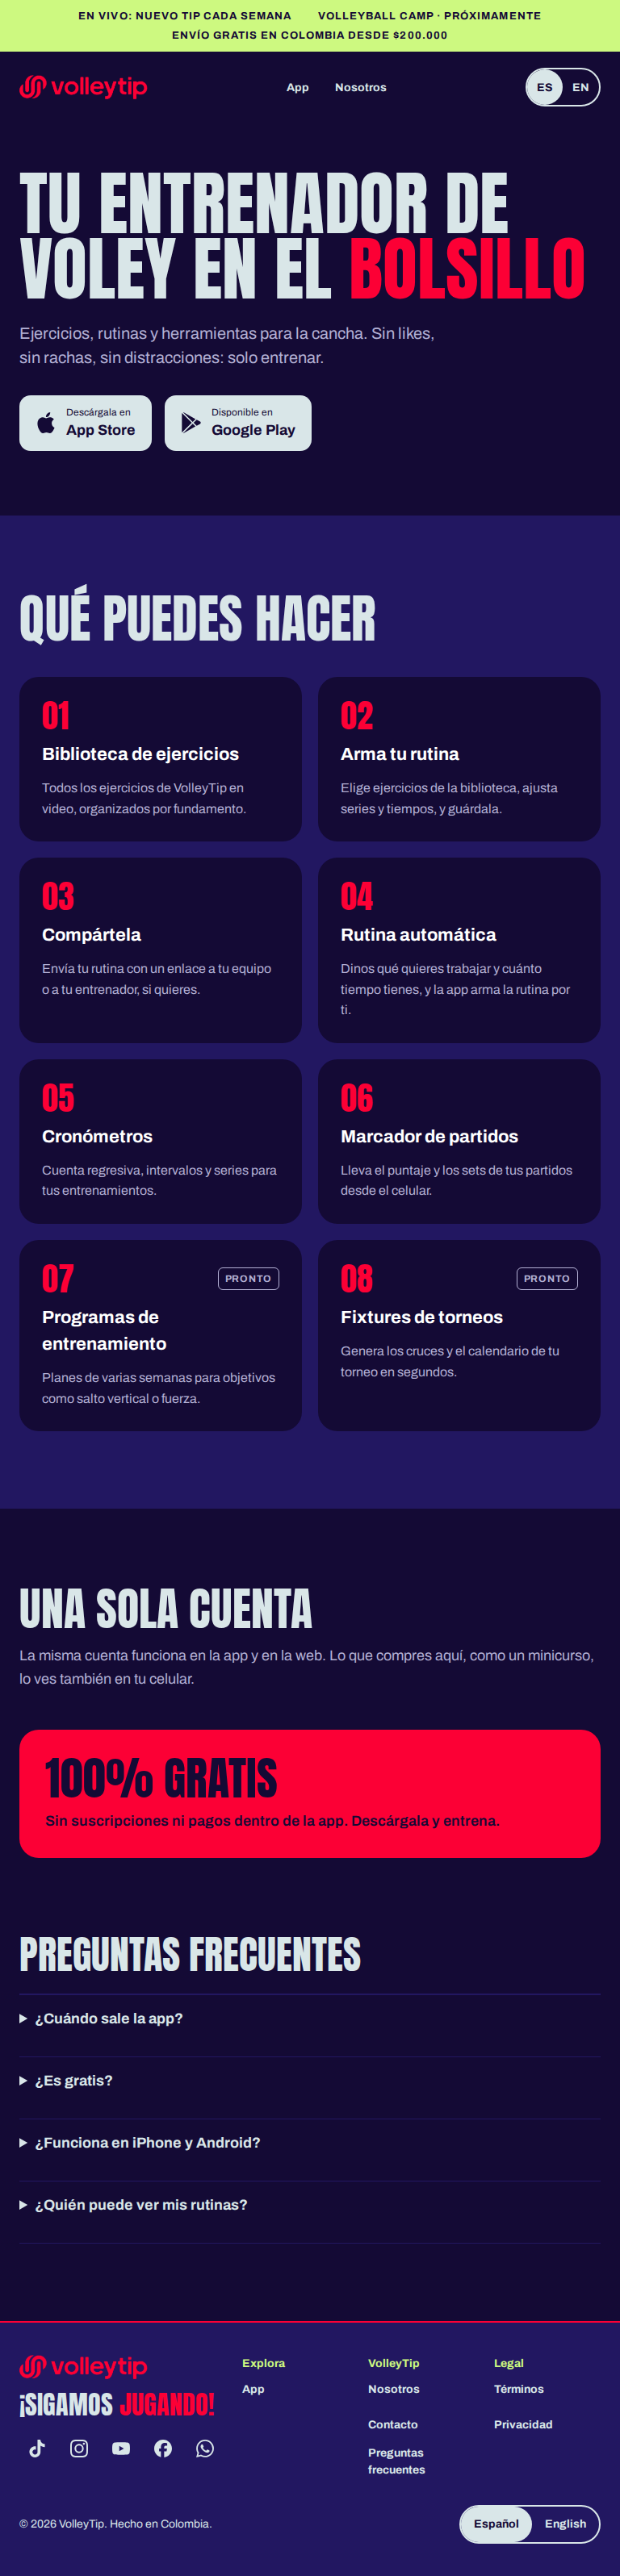 EN VIVO: NUEVO TIP CADA SEMANA VOLLEYBALL CAMP · PRÓXIMAMENTE
ENVÍO GRATIS EN COLOMBIA DESDE $200.000
volleytip App Nosotros ES EN
TU ENTRENADOR DE
VOLEY EN EL BOLSILLO
Ejercicios, rutinas y herramientas para la cancha. Sin likes,
sin rachas, sin distracciones: solo entrenar.
Descárgala en
App Store
Disponible en
Google Play
QUÉ PUEDES HACER
01
Biblioteca de ejercicios
Todos los ejercicios de VolleyTip en
video, organizados por fundamento.
02
Arma tu rutina
Elige ejercicios de la biblioteca, ajusta
series y tiempos, y guárdala.
03
Compártela
Envía tu rutina con un enlace a tu equipo
o a tu entrenador, si quieres.
04
Rutina automática
Dinos qué quieres trabajar y cuánto
tiempo tienes, y la app arma la rutina por
ti.
05
Cronómetros
Cuenta regresiva, intervalos y series para
tus entrenamientos.
06
Marcador de partidos
Lleva el puntaje y los sets de tus partidos
desde el celular.
07 PRONTO
Programas de
entrenamiento
Planes de varias semanas para objetivos
como salto vertical o fuerza.
08 PRONTO
Fixtures de torneos
Genera los cruces y el calendario de tu
torneo en segundos.
UNA SOLA CUENTA
La misma cuenta funciona en la app y en la web. Lo que compres aquí, como un minicurso,
lo ves también en tu celular.
100% GRATIS
Sin suscripciones ni pagos dentro de la app. Descárgala y entrena.
PREGUNTAS FRECUENTES
¿Cuándo sale la app?
¿Es gratis?
¿Funciona en iPhone y Android?
¿Quién puede ver mis rutinas?
volleytip
¡SIGAMOS JUGANDO!
Explora
App
VolleyTip
Nosotros
Contacto
Preguntas
frecuentes
Legal
Términos
Privacidad
© 2026 VolleyTip. Hecho en Colombia.
Español English